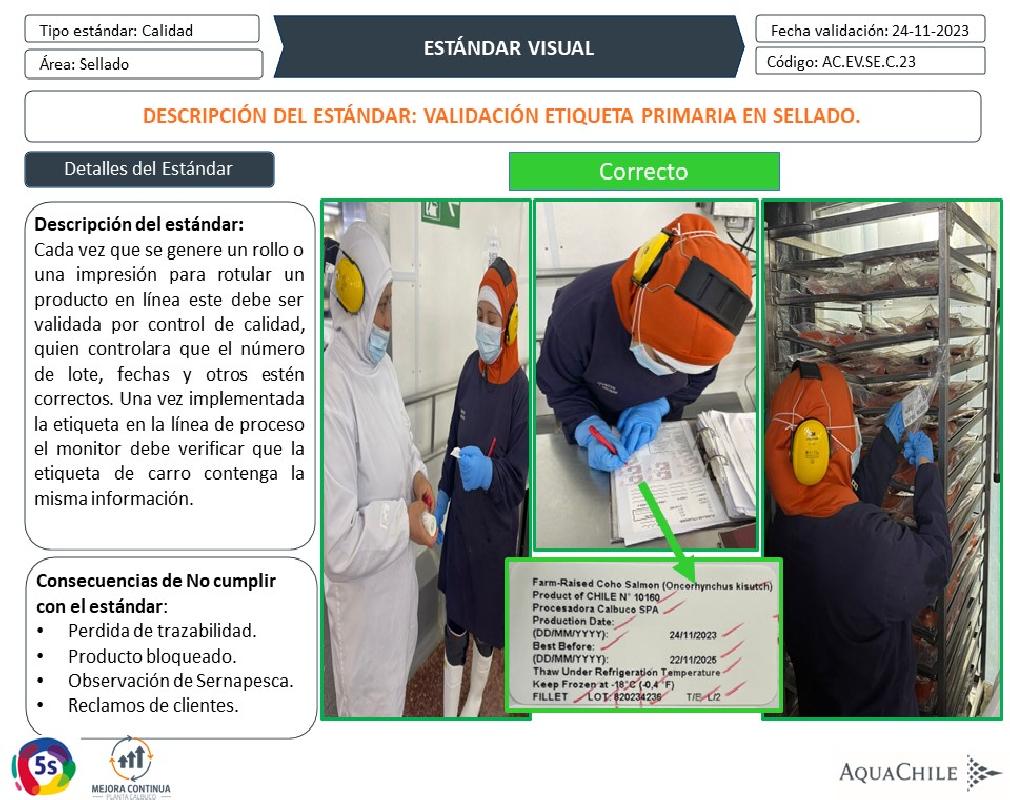 Tipo estándar: Calidad
Área: Sellado
ESTÁNDAR VISUAL
Fecha validación: 24-11-2023
Código: AC.EV.SE.C.23
DESCRIPCIÓN DEL ESTÁNDAR: VALIDACIÓN ETIQUETA PRIMARIA EN SELLADO.
Detalles del Estándar
Correcto
Descripción del estándar:
Cada vez que se genere un rollo o
una impresión para rotular un
producto en línea este debe ser
validada por control de calidad,
quien controlara que el número
de lote, fechas y otros estén
correctos. Una vez implementada
la etiqueta en la línea de proceso
el monitor debe verificar que la
etiqueta de carro contenga la
misma información.
Consecuencias de No cumplir
con el estándar:
• Perdida de trazabilidad.
• Producto bloqueado.
• Observación de Sernapesca.
• Reclamos de clientes.
Farm-Raised Coho Salmon (Oncorhynchus kisutch)
Product of CHILE N° 10160
Procesadora Calbuco SPA
Production Date:
(DD/MM/YYYY): 24/11/2023
Best Before:
(DD/MM/YYYY): 22/11/2025
Thaw Under Refrigeration Temperature
Keep Frozen at -18°C (-0,4 °F)
FILLET LOT: 820234236 T/E- L/2
5s
MEJORA CONTINUA
PLANTA CALBUCO
AQUACHILE